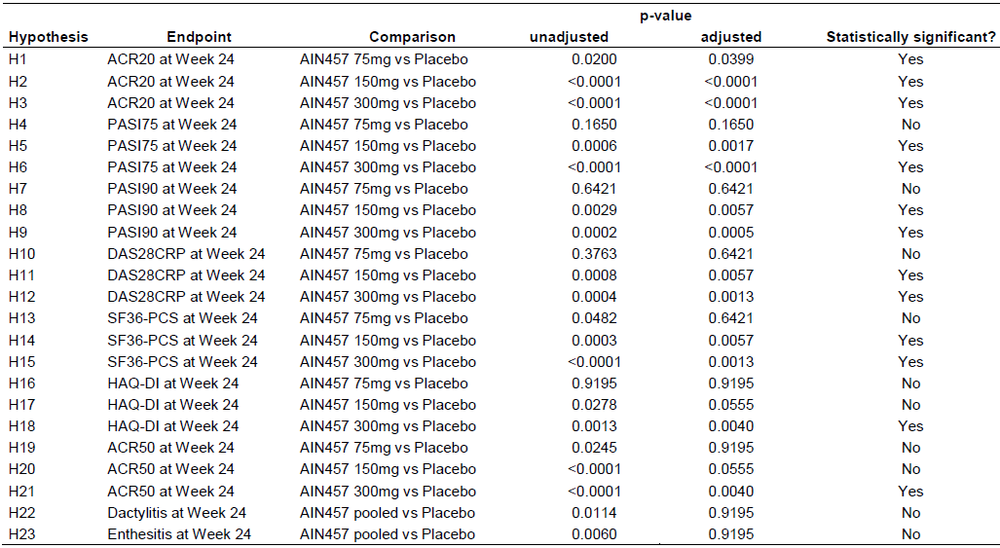 p-value
Hypothesis Endpoint Comparison unadjusted adjusted Statistically significant?
H1 ACR20 at Week 24 AIN457 75mg vs Placebo 0.0200 0.0399 Yes
H2 ACR20 at Week 24 AIN457 150mg vs Placebo <0.0001 <0.0001 Yes
H3 ACR20 at Week 24 AIN457 300mg vs Placebo <0.0001 <0.0001 Yes
H4 PASI75 at Week 24 AIN457 75mg vs Placebo 0.1650 0.1650 No
H5 PASI75 at Week 24 AIN457 150mg vs Placebo 0.0006 0.0017 Yes
H6 PASI75 at Week 24 AIN457 300mg vs Placebo <0.0001 <0.0001 Yes
H7 PASI90 at Week 24 AIN457 75mg vs Placebo 0.6421 0.6421 No
H8 PASI90 at Week 24 AIN457 150mg vs Placebo 0.0029 0.0057 Yes
H9 PASI90 at Week 24 AIN457 300mg vs Placebo 0.0002 0.0005 Yes
H10 DAS28CRP at Week 24 AIN457 75mg vs Placebo 0.3763 0.6421 No
H11 DAS28CRP at Week 24 AIN457 150mg vs Placebo 0.0008 0.0057 Yes
H12 DAS28CRP at Week 24 AIN457 300mg vs Placebo 0.0004 0.0013 Yes
H13 SF36-PCS at Week 24 AIN457 75mg vs Placebo 0.0482 0.6421 No
H14 SF36-PCS at Week 24 AIN457 150mg vs Placebo 0.0003 0.0057 Yes
H15 SF36-PCS at Week 24 AIN457 300mg vs Placebo <0.0001 0.0013 Yes
H16 HAQ-DI at Week 24 AIN457 75mg vs Placebo 0.9195 0.9195 No
H17 HAQ-DI at Week 24 AIN457 150mg vs Placebo 0.0278 0.0555 No
H18 HAQ-DI at Week 24 AIN457 300mg vs Placebo 0.0013 0.0040 Yes
H19 ACR50 at Week 24 AIN457 75mg vs Placebo 0.0245 0.9195 No
H20 ACR50 at Week 24 AIN457 150mg vs Placebo <0.0001 0.0555 No
H21 ACR50 at Week 24 AIN457 300mg vs Placebo <0.0001 0.0040 Yes
H22 Dactylitis at Week 24 AIN457 pooled vs Placebo 0.0114 0.9195 No
H23 Enthesitis at Week 24 AIN457 pooled vs Placebo 0.0060 0.9195 No